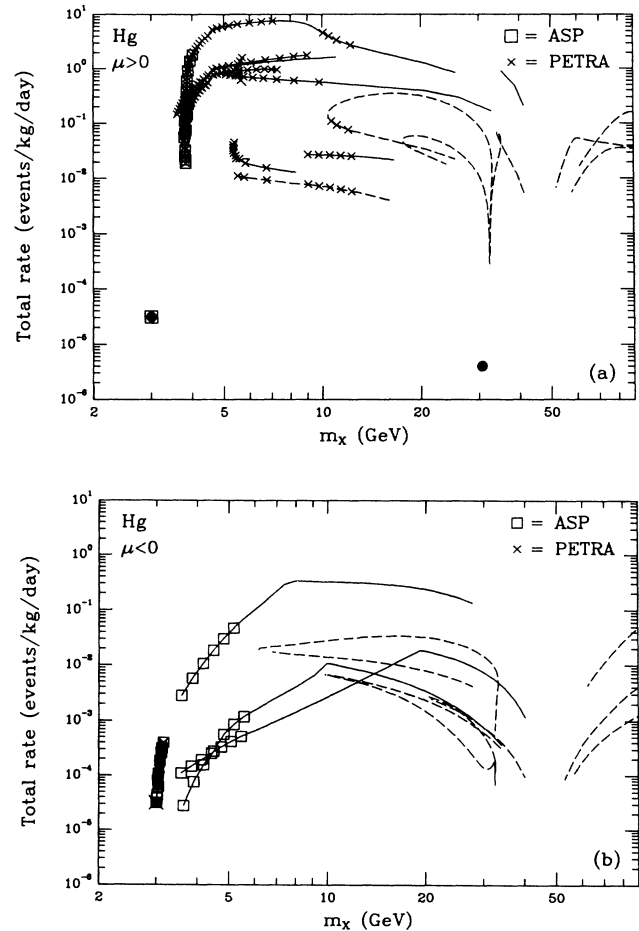 Hg
μ>0
□ = ASP
× = PETRA
Total rate (events/kg/day)
10¹
10⁰
10⁻¹
10⁻²
10⁻³
10⁻⁴
10⁻⁵
10⁻⁶
(a)
2 5 10 20 50
mₓ (GeV)
Hg
μ<0
□ = ASP
× = PETRA
Total rate (events/kg/day)
10¹
10⁰
10⁻¹
10⁻²
10⁻³
10⁻⁴
10⁻⁵
10⁻⁶
(b)
2 5 10 20 50
mₓ (GeV)